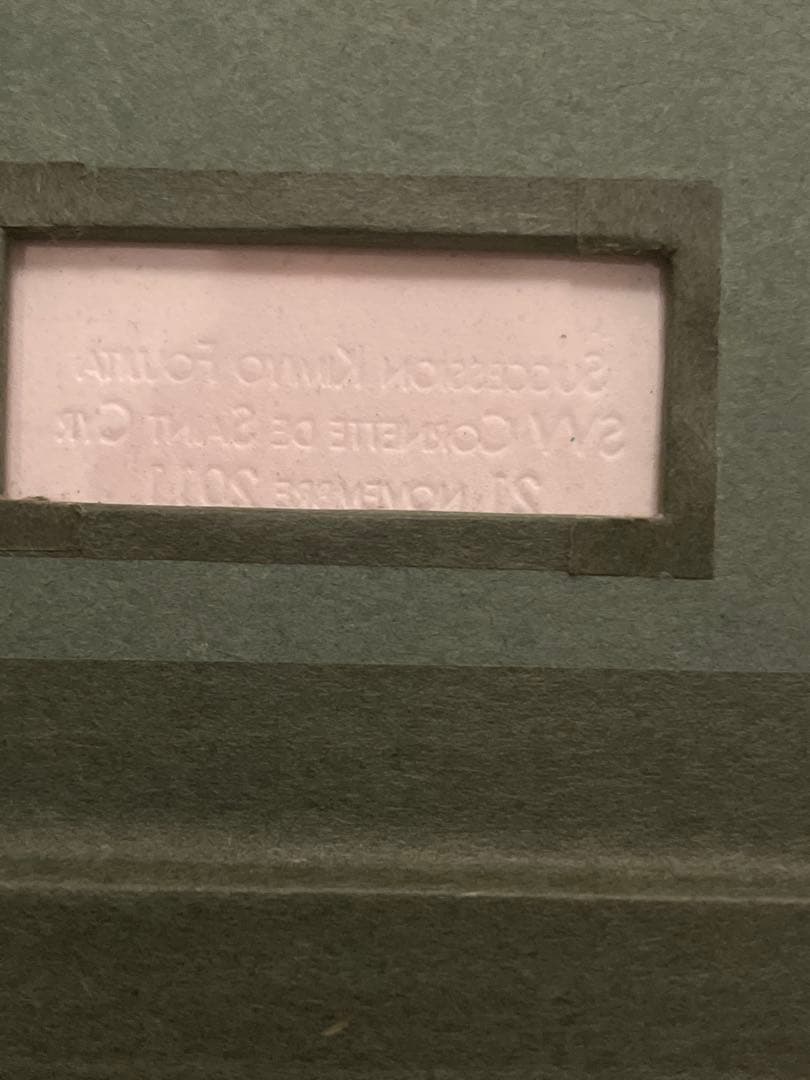 SUCCESSION KIMIYO FOUJITA
SVV CORNETTE DE SAINT CYR
21 NOVEMBRE 2011